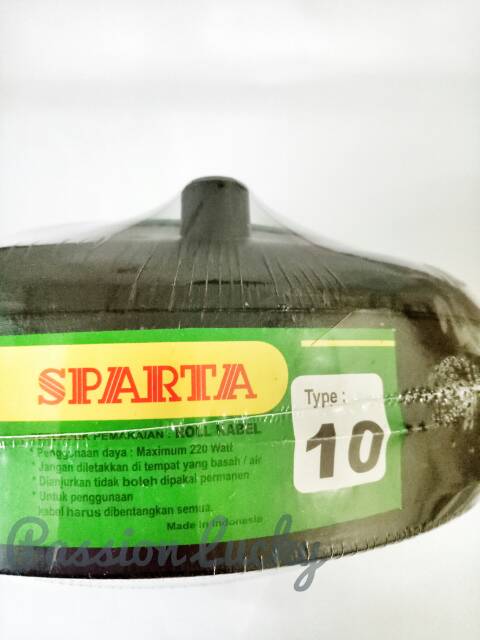 SPARTA
Type :
10
PEMAKAIAN : ROLL KABEL
* Penggunaan daya : Maximum 220 Watt
* Jangan diletakkan di tempat yang basah / air
* Dianjurkan tidak boleh dipakai permanen
* Untuk penggunaan
kabel harus dibentangkan semua.
Made in Indonesia
Passion Lucky